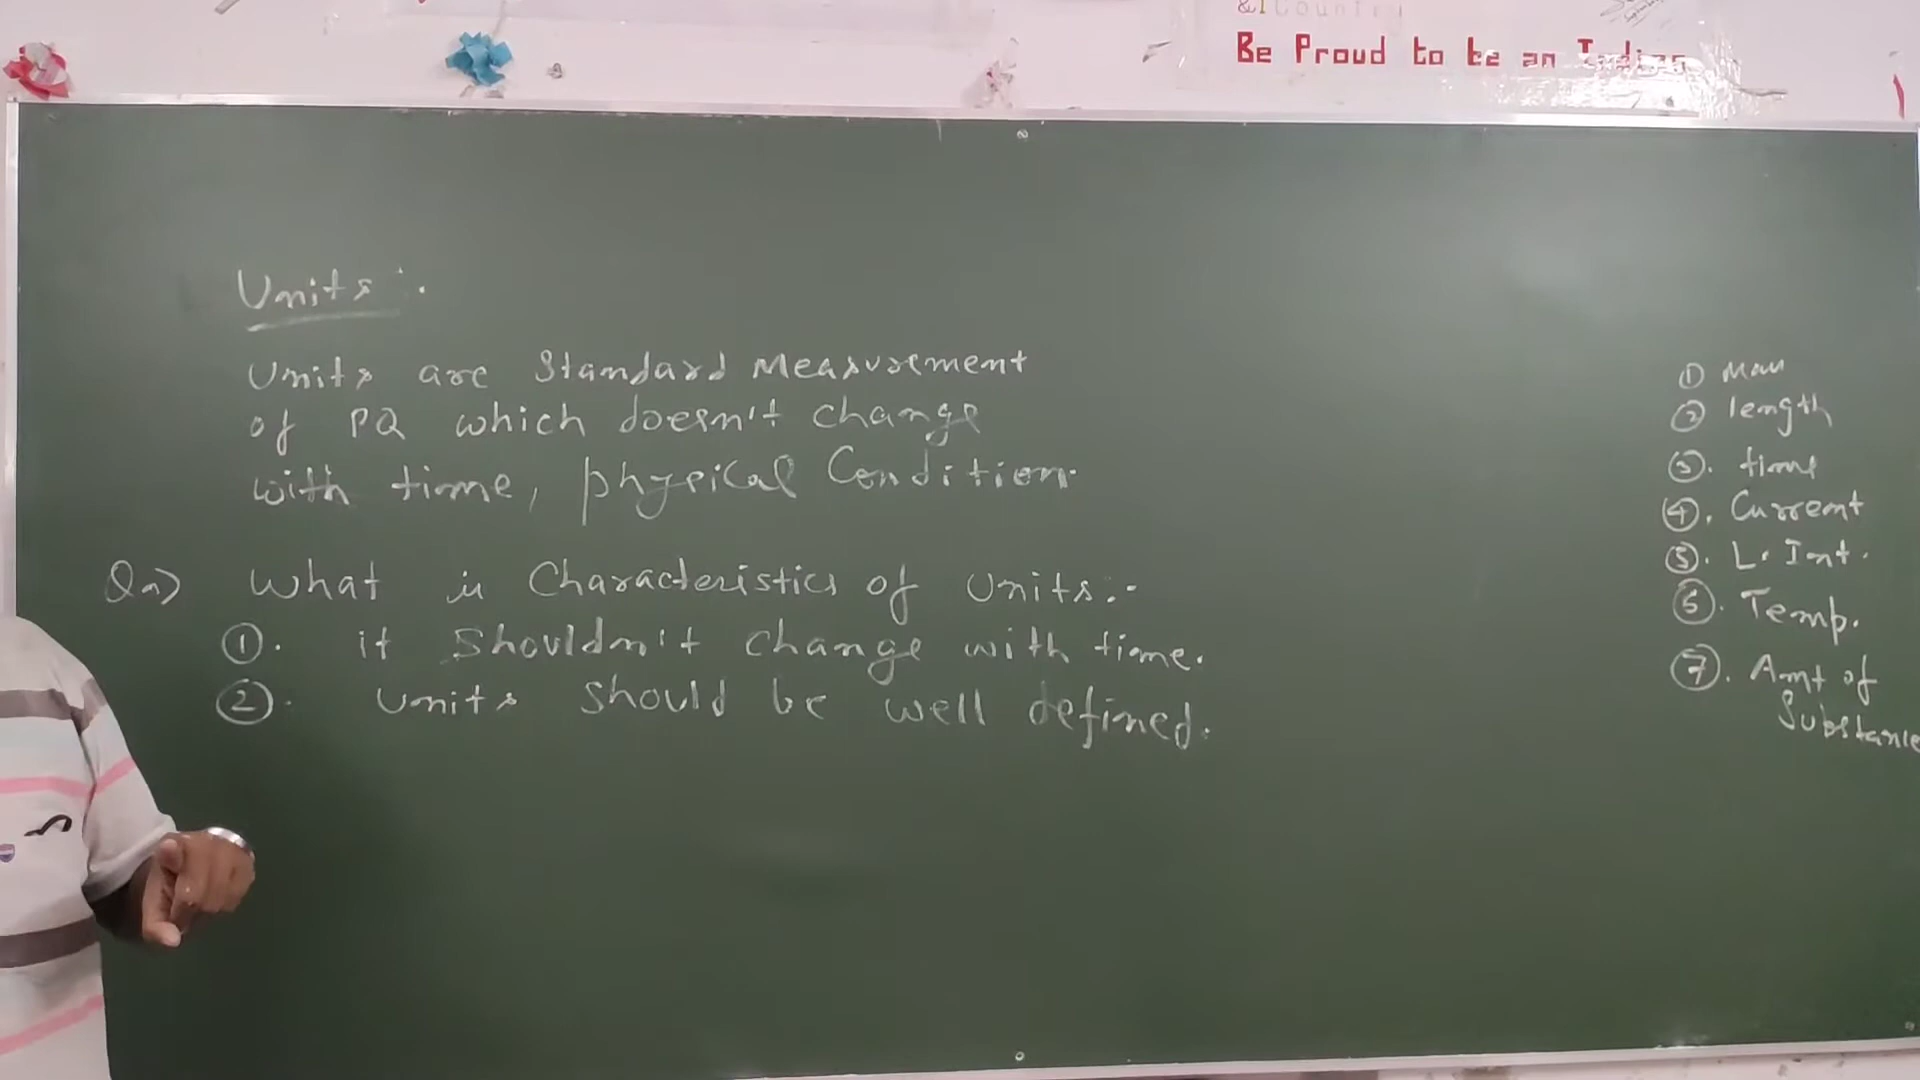 Be Proud to be an Indian
Units :
Units are Standard Measurement
of PQ which doesn't change
with time, physical Condition.
Qn) What is Characteristics of Units:-
①. it Shouldn't change with time.
②. Units should be well defined.
① Mass
② length
③. time
④. Current
⑤. L. Int.
⑥. Temp.
⑦. Amt of
Substance